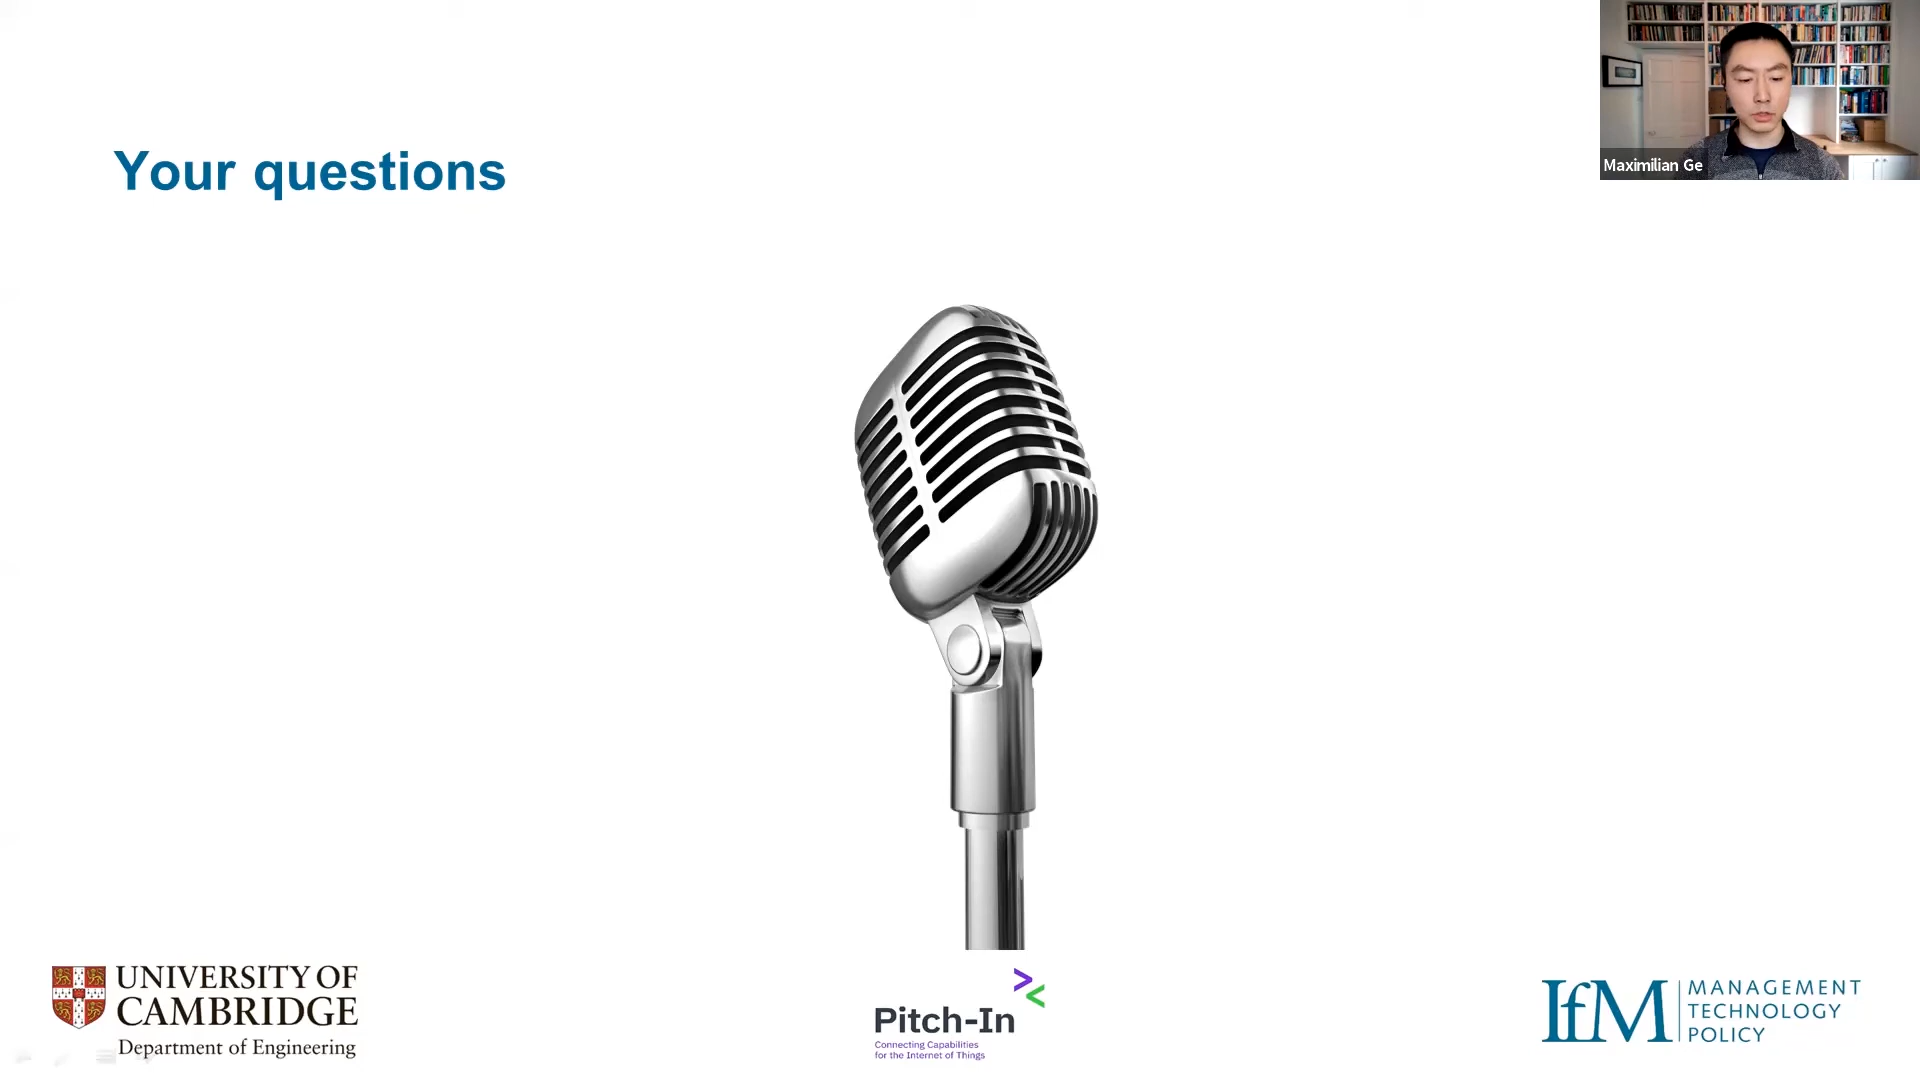 Your questions
Maximilian Ge
UNIVERSITY OF
CAMBRIDGE
Department of Engineering
Pitch-In
Connecting Capabilities
for the Internet of Things
IfM
MANAGEMENT
TECHNOLOGY
POLICY